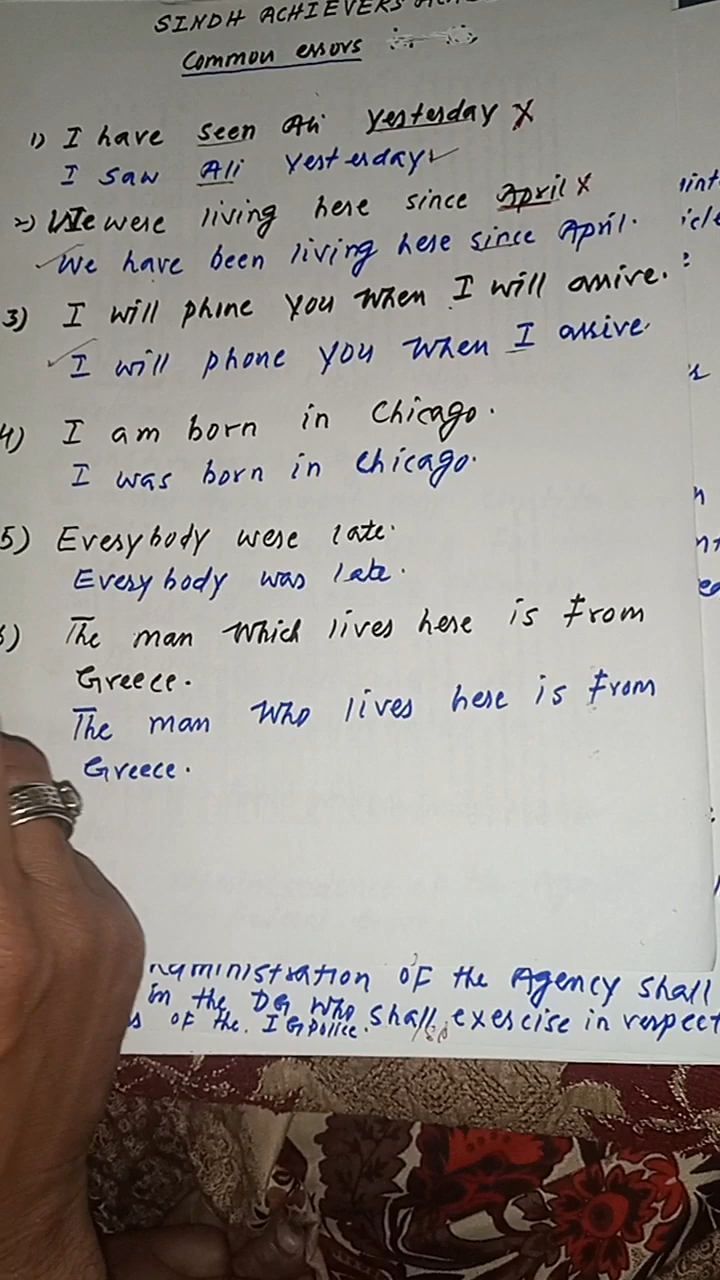 SINDH ACHIEVERS
Common errors :-
1) I have seen Ali yesterday X
I saw Ali yesterday ✓
2) We were living here since April X
✓ We have been living here since April.
3) I will phine you when I will arrive.
✓ I will phone you when I arrive
4) I am born in Chicago.
I was born in Chicago.
5) Everybody were late.
Everybody was late.
6) The man which lives here is from
Greece.
The man who lives here is from
Greece.
administration of the Agency shall
in the DG who shall exercise in respect
of the. I G police.